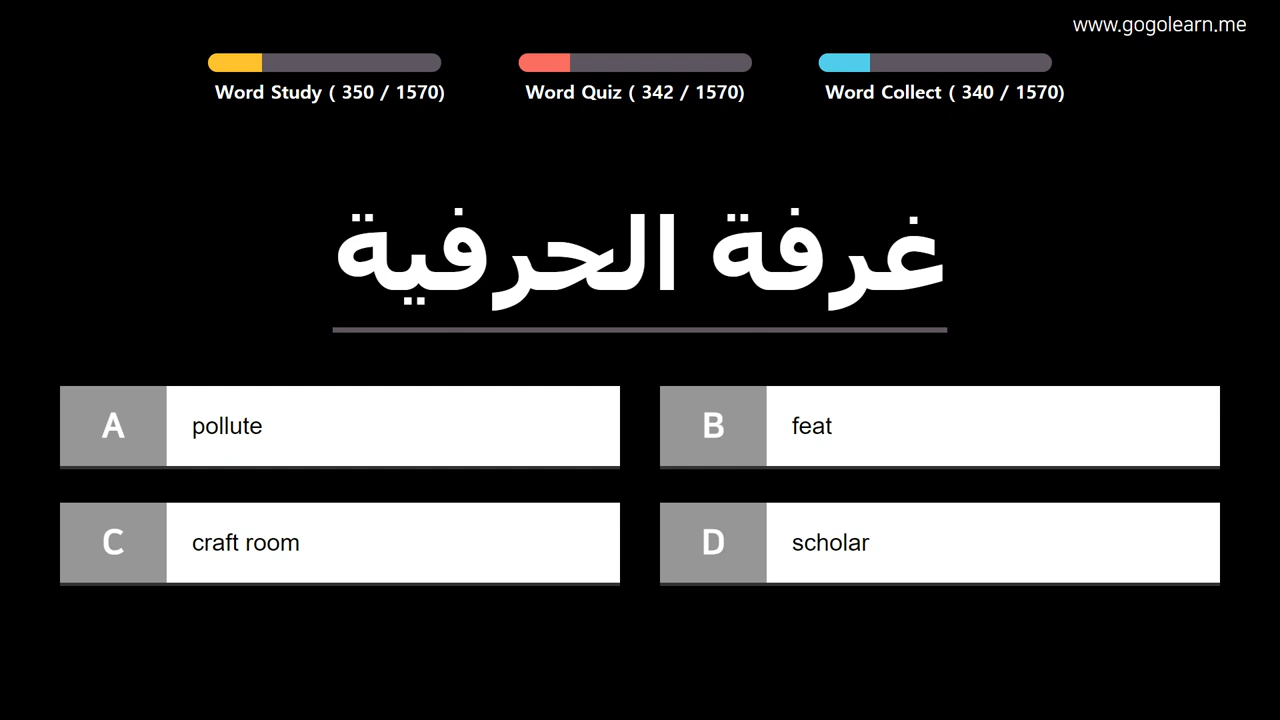 www.gogolearn.me
Word Study ( 350 / 1570)
Word Quiz ( 342 / 1570)
Word Collect ( 340 / 1570)
غرفة الحرفية
A pollute
B feat
C craft room
D scholar